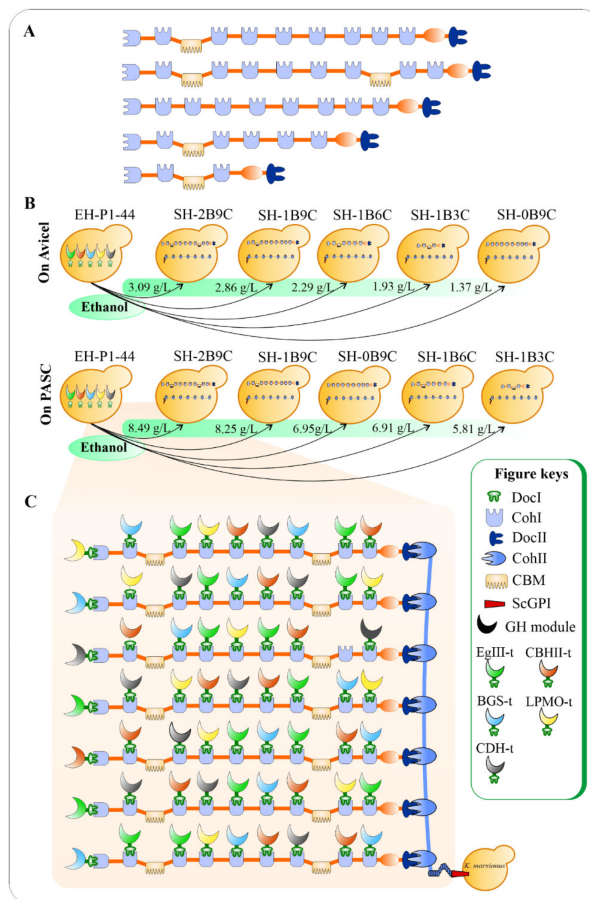 A
B
EH-P1-44 SH-2B9C SH-1B9C SH-1B6C SH-1B3C SH-0B9C
On Avicel
3.09 g/L 2.86 g/L 2.29 g/L 1.93 g/L 1.37 g/L
Ethanol
EH-P1-44 SH-2B9C SH-1B9C SH-0B9C SH-1B6C SH-1B3C
On PASC
8.49 g/L 8.25 g/L 6.95g/L 6.91 g/L 5.81 g/L
Ethanol
C
Figure keys
DocI
CohI
DocII
CohII
CBM
ScGPI
GH module
EgIII-t CBHII-t
BGS-t LPMO-t
CDH-t
K. marxianus